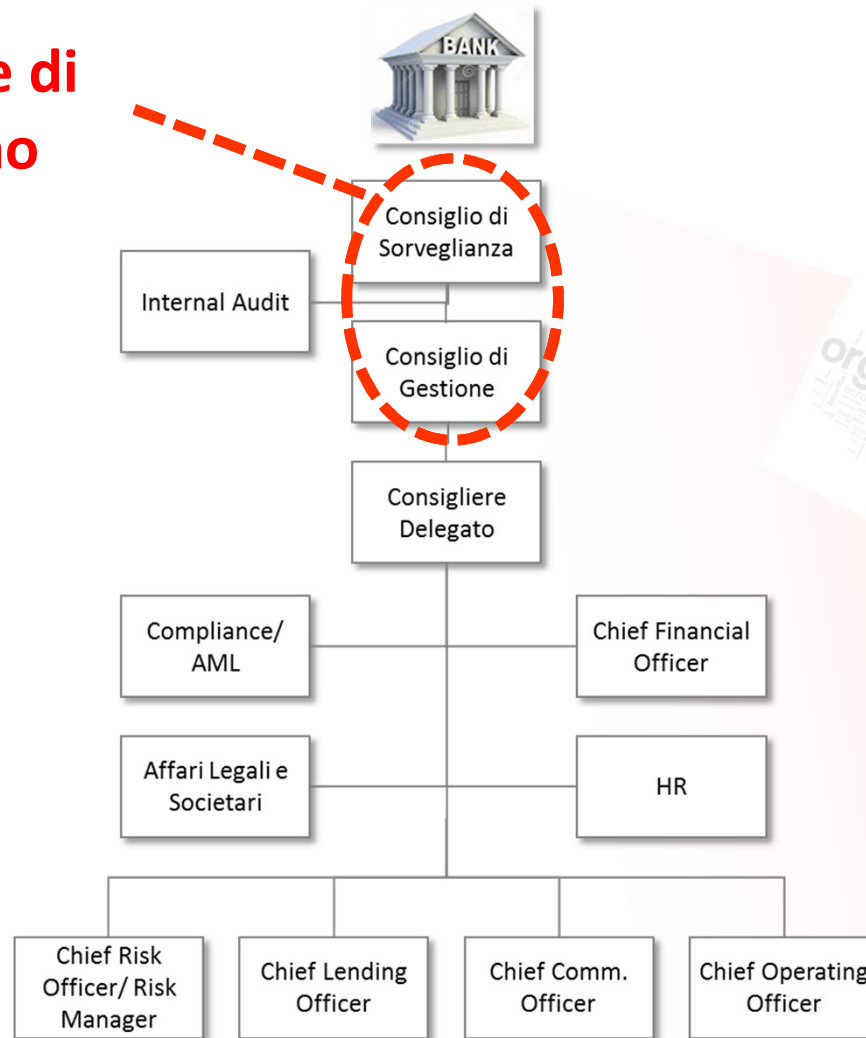 BANK
e di
no
Consiglio di
Sorveglianza
Internal Audit
Consiglio di
Gestione
Consigliere
Delegato
Compliance/
AML
Chief Financial
Officer
Affari Legali e
Societari
HR
Chief Risk
Officer/ Risk
Manager
Chief Lending
Officer
Chief Comm.
Officer
Chief Operating
Officer